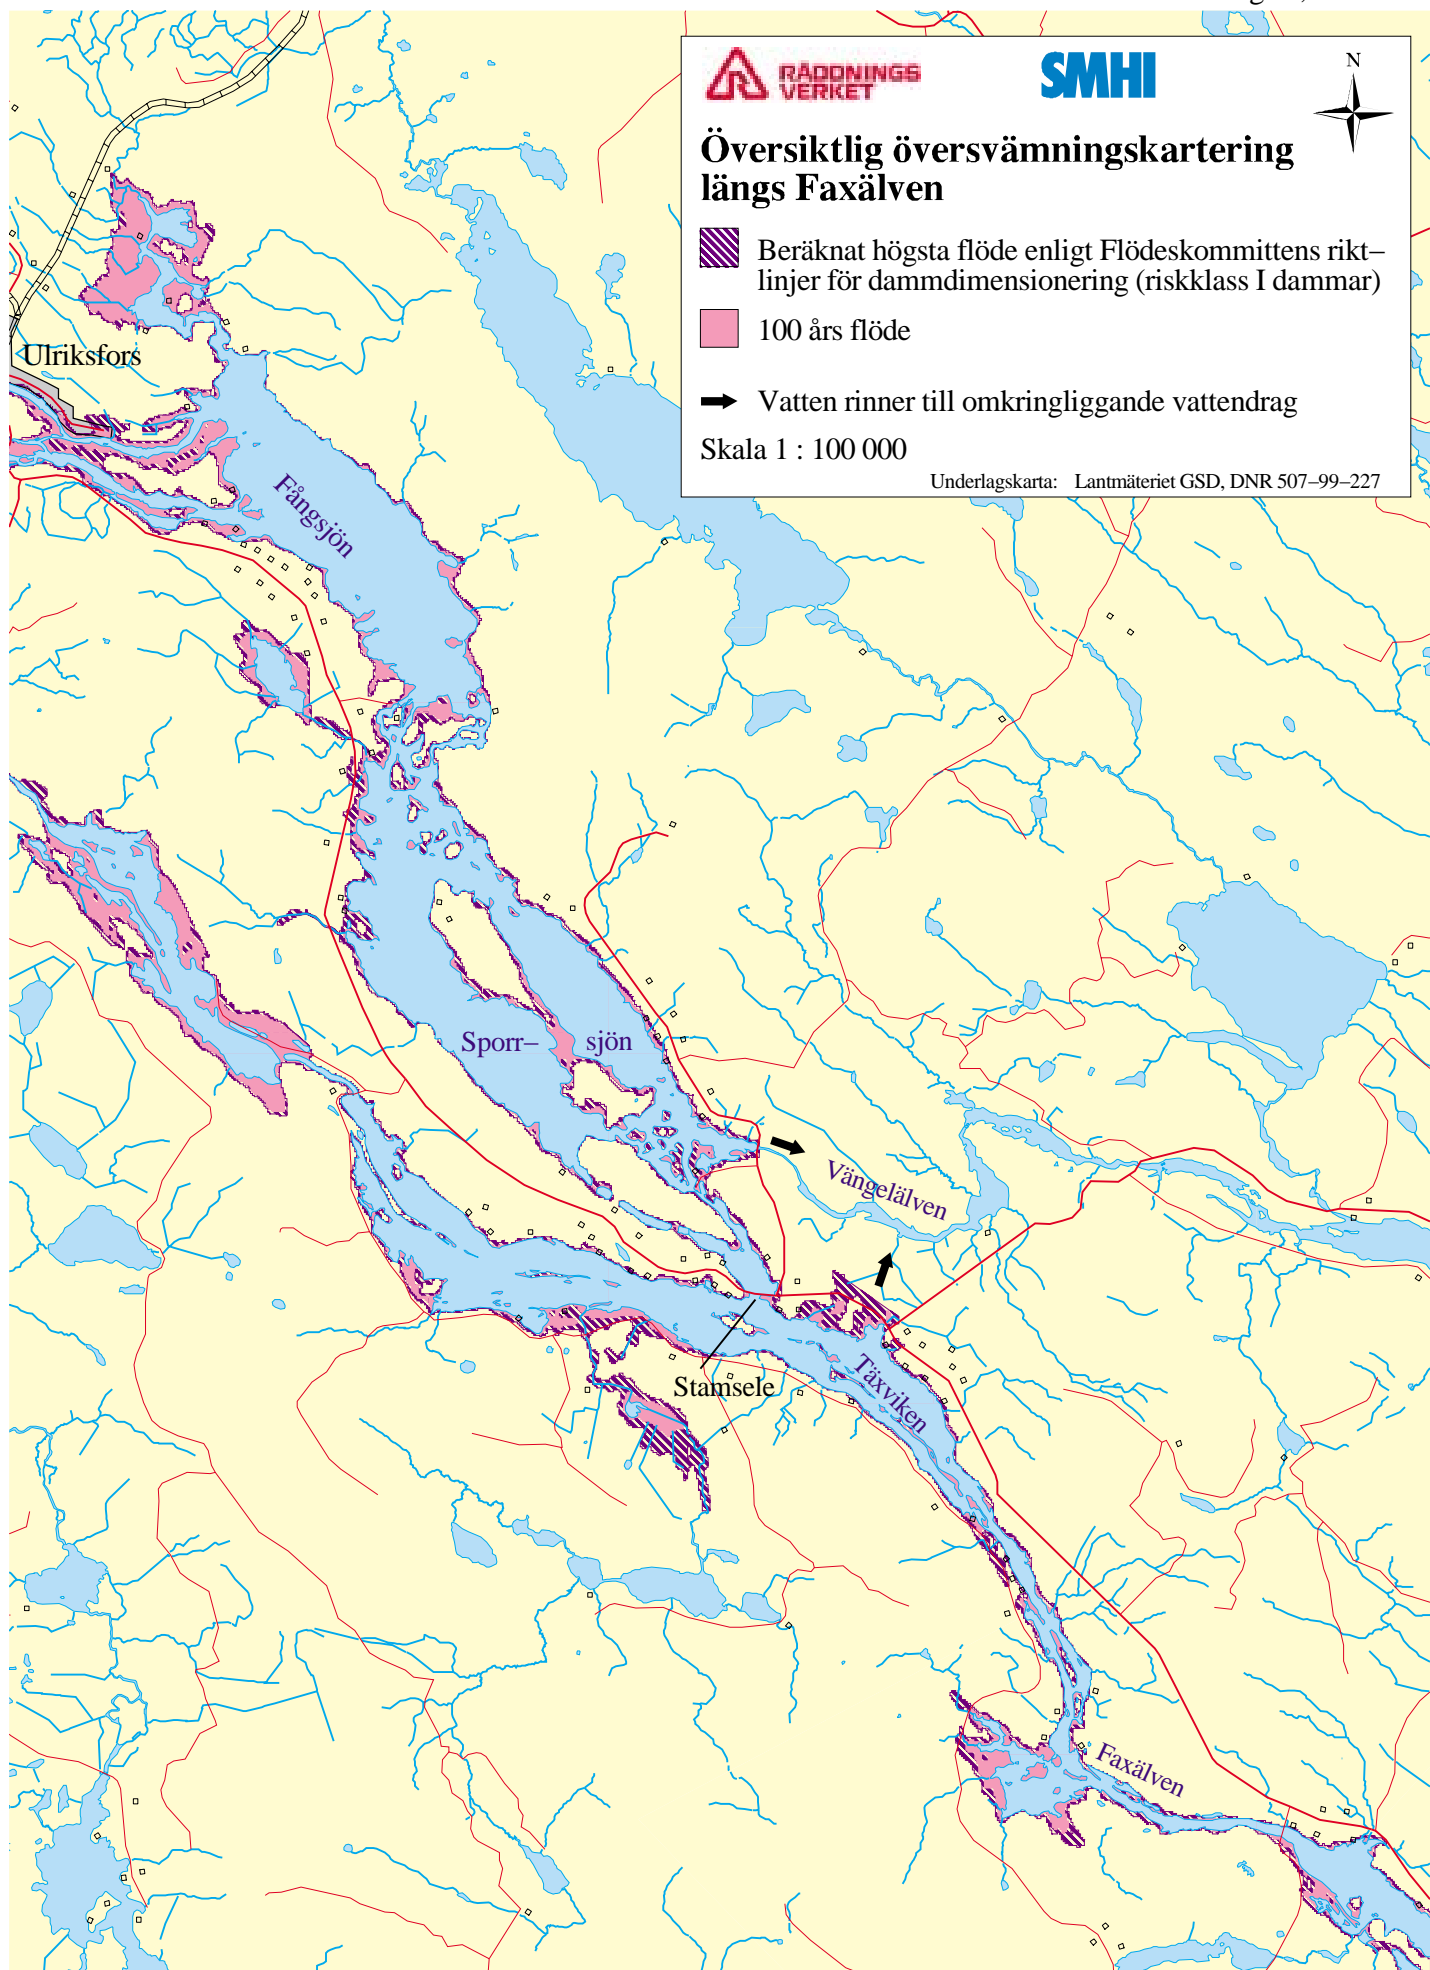 RÄDDNINGS
VERKET
SMHI
N
Översiktlig översvämningskartering
längs Faxälven
Beräknat högsta flöde enligt Flödeskommittens rikt–
linjer för dammdimensionering (riskklass I dammar)
100 års flöde
Vatten rinner till omkringliggande vattendrag
Skala 1 : 100 000
Underlagskarta: Lantmäteriet GSD, DNR 507–99–227
Ulriksfors
Fångsjön
Sporr– sjön
Vängelälven
Stamsele
Täxviken
Faxälven